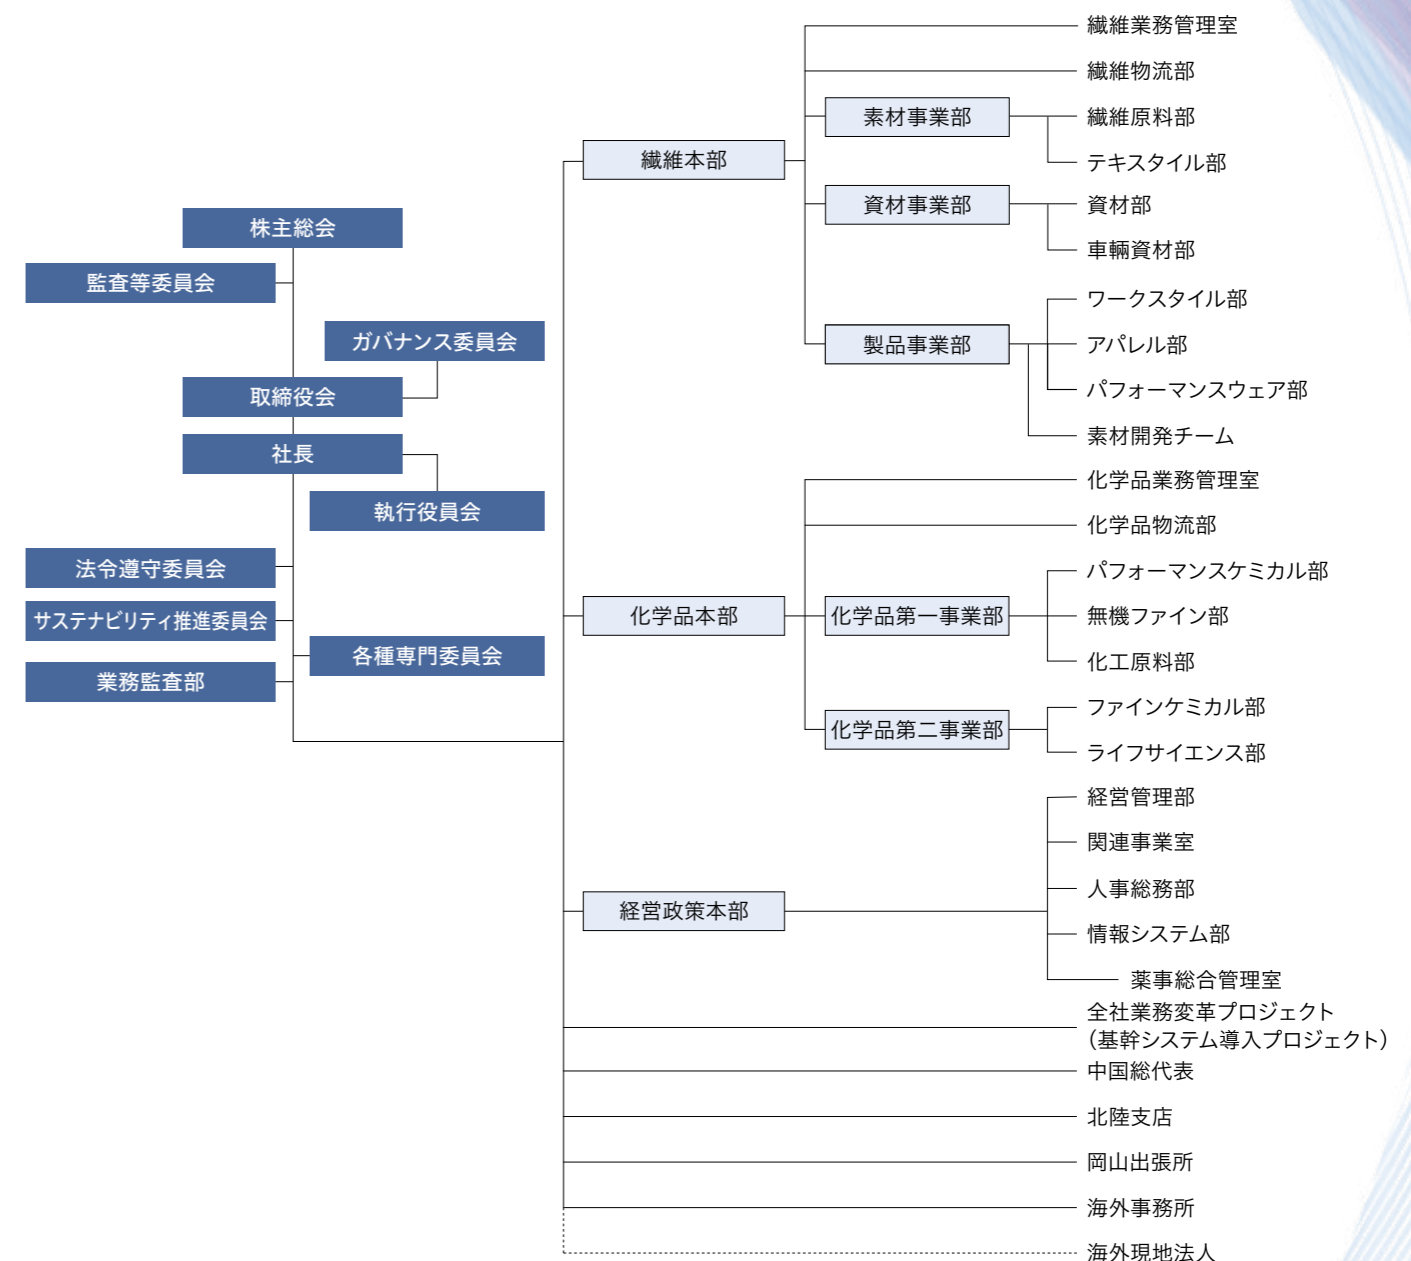 株主総会
監査等委員会
ガバナンス委員会
取締役会
社長
執行役員会
法令遵守委員会
サステナビリティ推進委員会
各種専門委員会
業務監査部
繊維本部
繊維業務管理室
繊維物流部
素材事業部
繊維原料部
テキスタイル部
資材事業部
資材部
車輛資材部
製品事業部
ワークスタイル部
アパレル部
パフォーマンスウェア部
素材開発チーム
化学品本部
化学品業務管理室
化学品物流部
化学品第一事業部
パフォーマンスケミカル部
無機ファイン部
化工原料部
化学品第二事業部
ファインケミカル部
ライフサイエンス部
経営政策本部
経営管理部
関連事業室
人事総務部
情報システム部
薬事総合管理室
全社業務変革プロジェクト
（基幹システム導入プロジェクト）
中国総代表
北陸支店
岡山出張所
海外事務所
海外現地法人